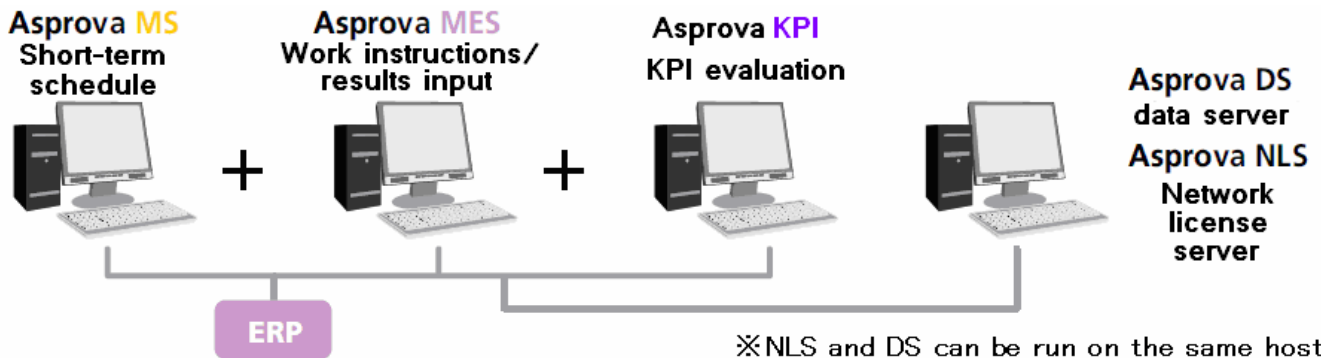 Asprova MS
Short-term
schedule
Asprova MES
Work instructions/
results input
Asprova KPI
KPI evaluation
Asprova DS
data server
Asprova NLS
Network
license
server
+
+
ERP
※NLS and DS can be run on the same host